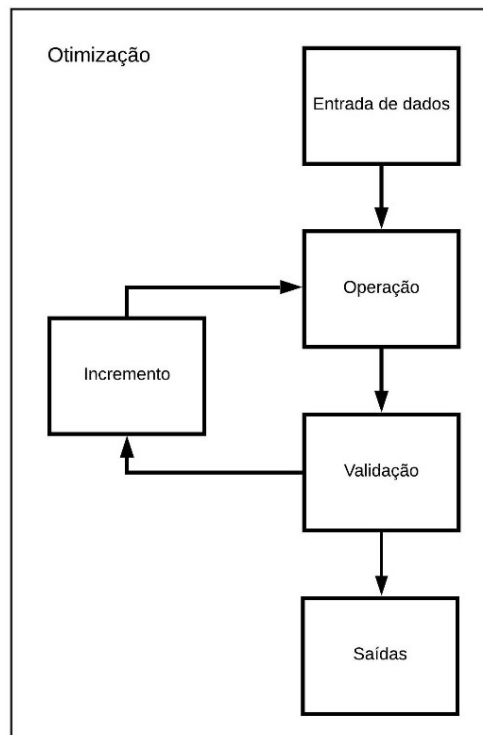 Otimização
Entrada de dados
Operação
Incremento
Validação
Saídas